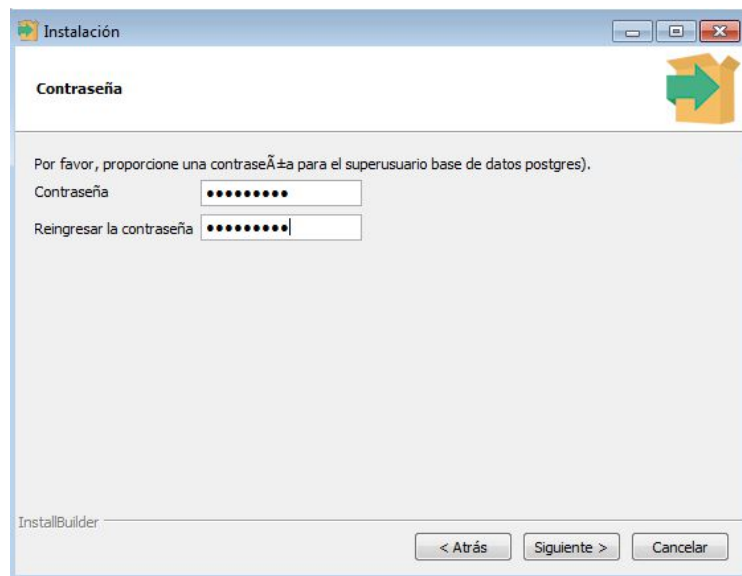 Instalación
Contraseña
Por favor, proporcione una contraseÃ±a para el superusuario base de datos postgres).
Contraseña •••••••••
Reingresar la contraseña •••••••••
InstallBuilder
< Atrás Siguiente > Cancelar